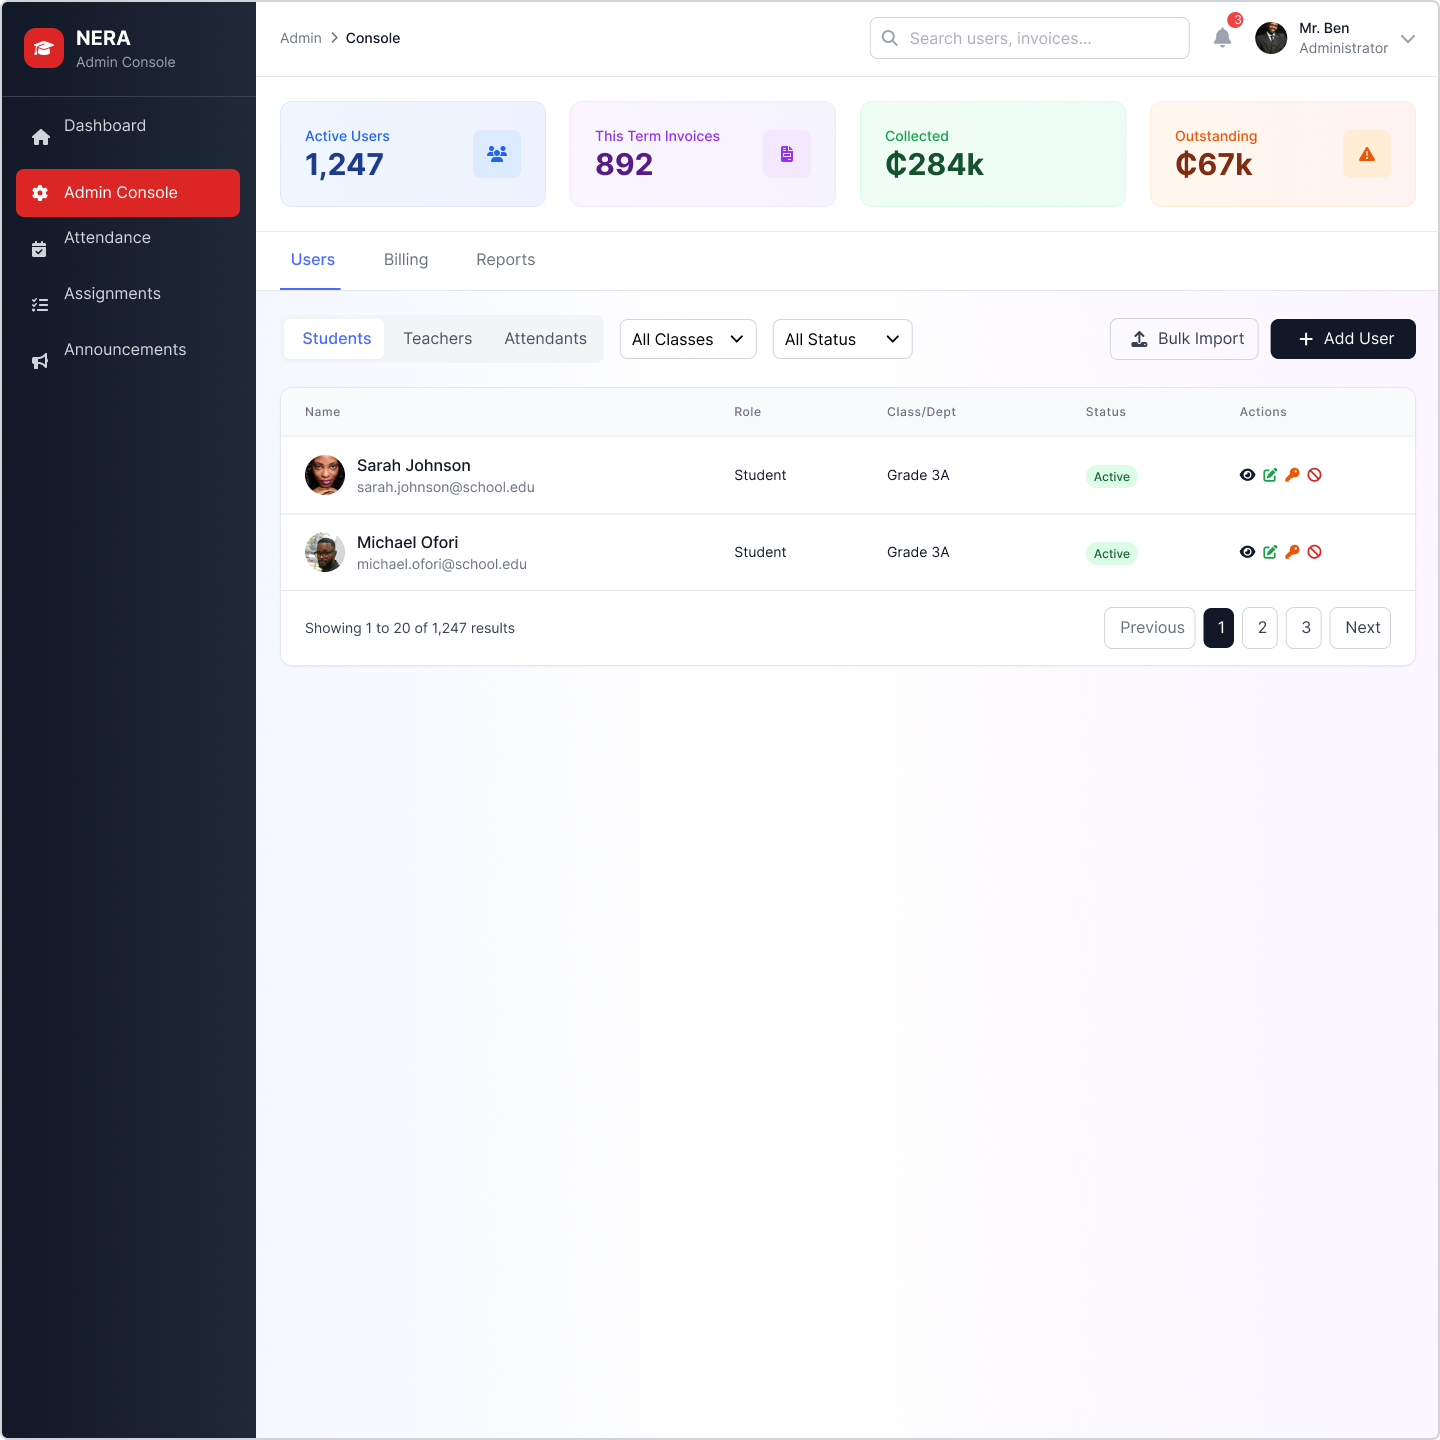 NERA
Admin Console
Dashboard
Admin Console
Attendance
Assignments
Announcements
Admin
Console
Search users, invoices...
3
Mr. Ben
Administrator
Active Users
1,247
This Term Invoices
892
Collected
₵284k
Outstanding
₵67k
Users
Billing
Reports
Students
Teachers
Attendants
All Classes
All Status
Bulk Import
Add User
Name
Role
Class/Dept
Status
Actions
Sarah Johnson
sarah.johnson@school.edu
Student
Grade 3A
Active
Michael Ofori
michael.ofori@school.edu
Student
Grade 3A
Active
Showing 1 to 20 of 1,247 results
Previous
1
2
3
Next